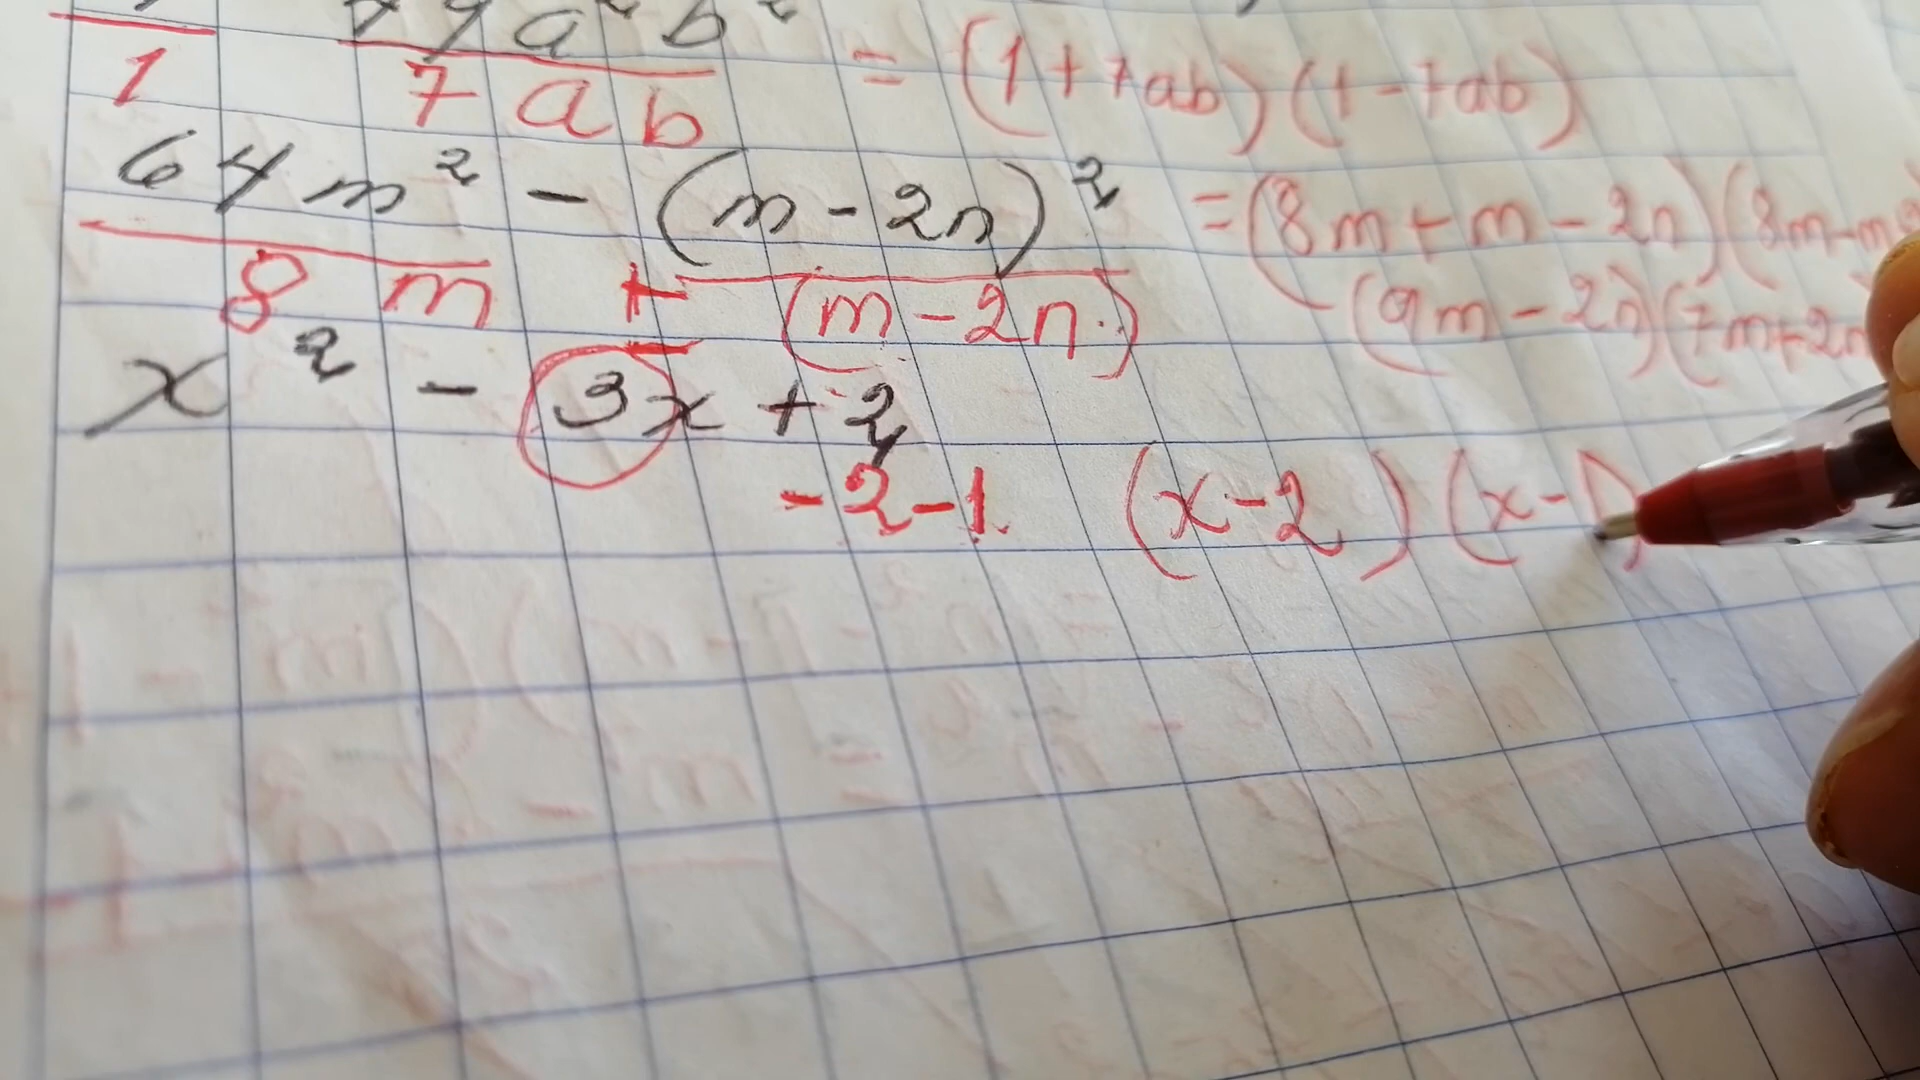 49a²b² = (1+7ab)(1-7ab)
1 7ab
64m² - (m-2n)² = (8m+m-2n)(8m-m
8m + (m-2n) (9m-2n)(7m+2n)
-
x² - 3x + 2
-2-1 (x-2)(x-1)